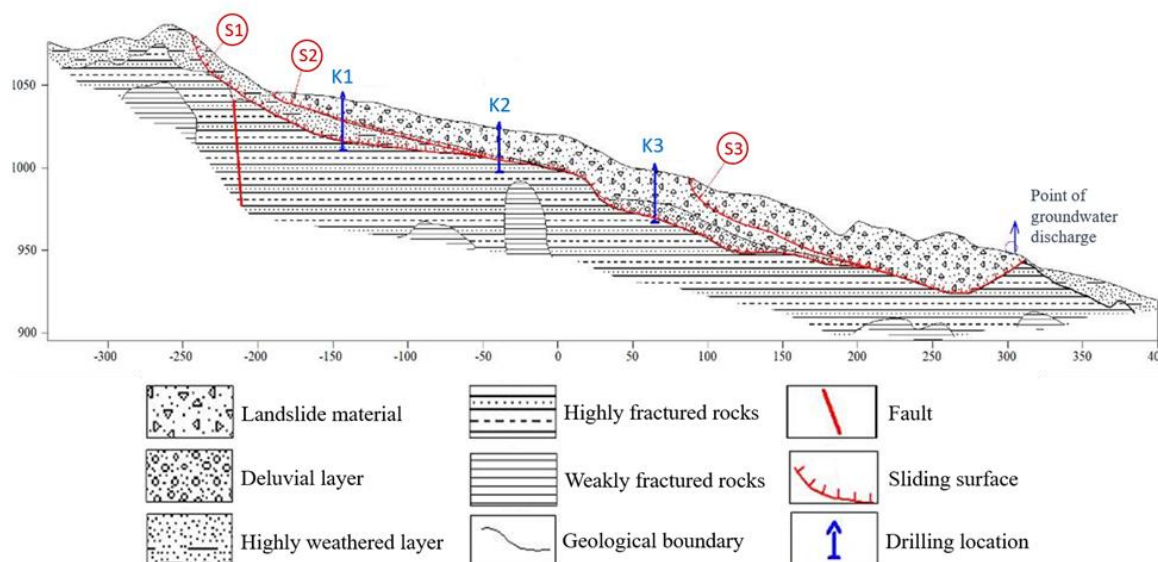 S1
S2
K1
K2
K3
S3
Point of
groundwater
discharge
1050
1000
950
900
-300 -250 -200 -150 -100 -50 0 50 100 150 200 250 300 350 40
Landslide material
Highly fractured rocks
Fault
Deluvial layer
Weakly fractured rocks
Sliding surface
Highly weathered layer
Geological boundary
Drilling location